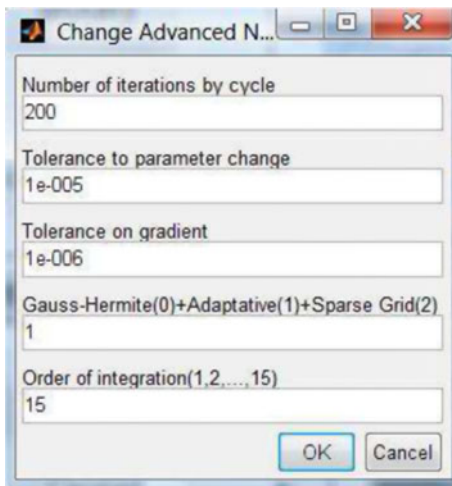 Change Advanced N...
Number of iterations by cycle
200
Tolerance to parameter change
1e-005
Tolerance on gradient
1e-006
Gauss-Hermite(0)+Adaptative(1)+Sparse Grid(2)
1
Order of integration(1,2,...,15)
15
OK Cancel